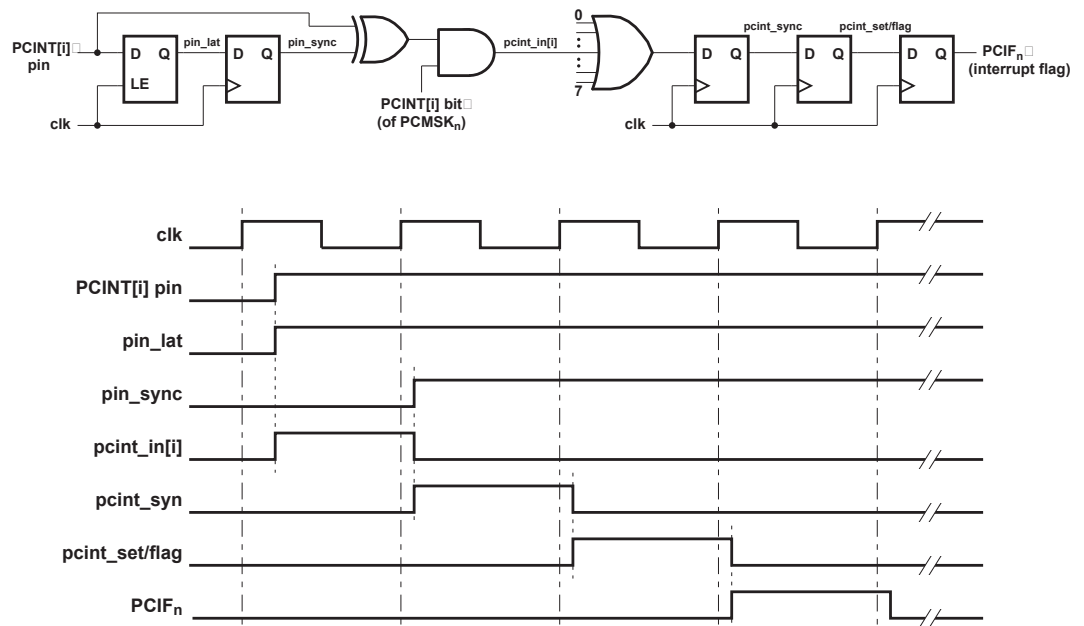 PCINT[i]
pin
D Q
LE
pin_lat
D Q
pin_sync
clk
PCINT[i] bit
(of PCMSKn)
pcint_in[i]
0
7
clk
D Q
pcint_sync
D Q
pcint_set/flag
D Q
PCIFn
(interrupt flag)
clk
PCINT[i] pin
pin_lat
pin_sync
pcint_in[i]
pcint_syn
pcint_set/flag
PCIFn